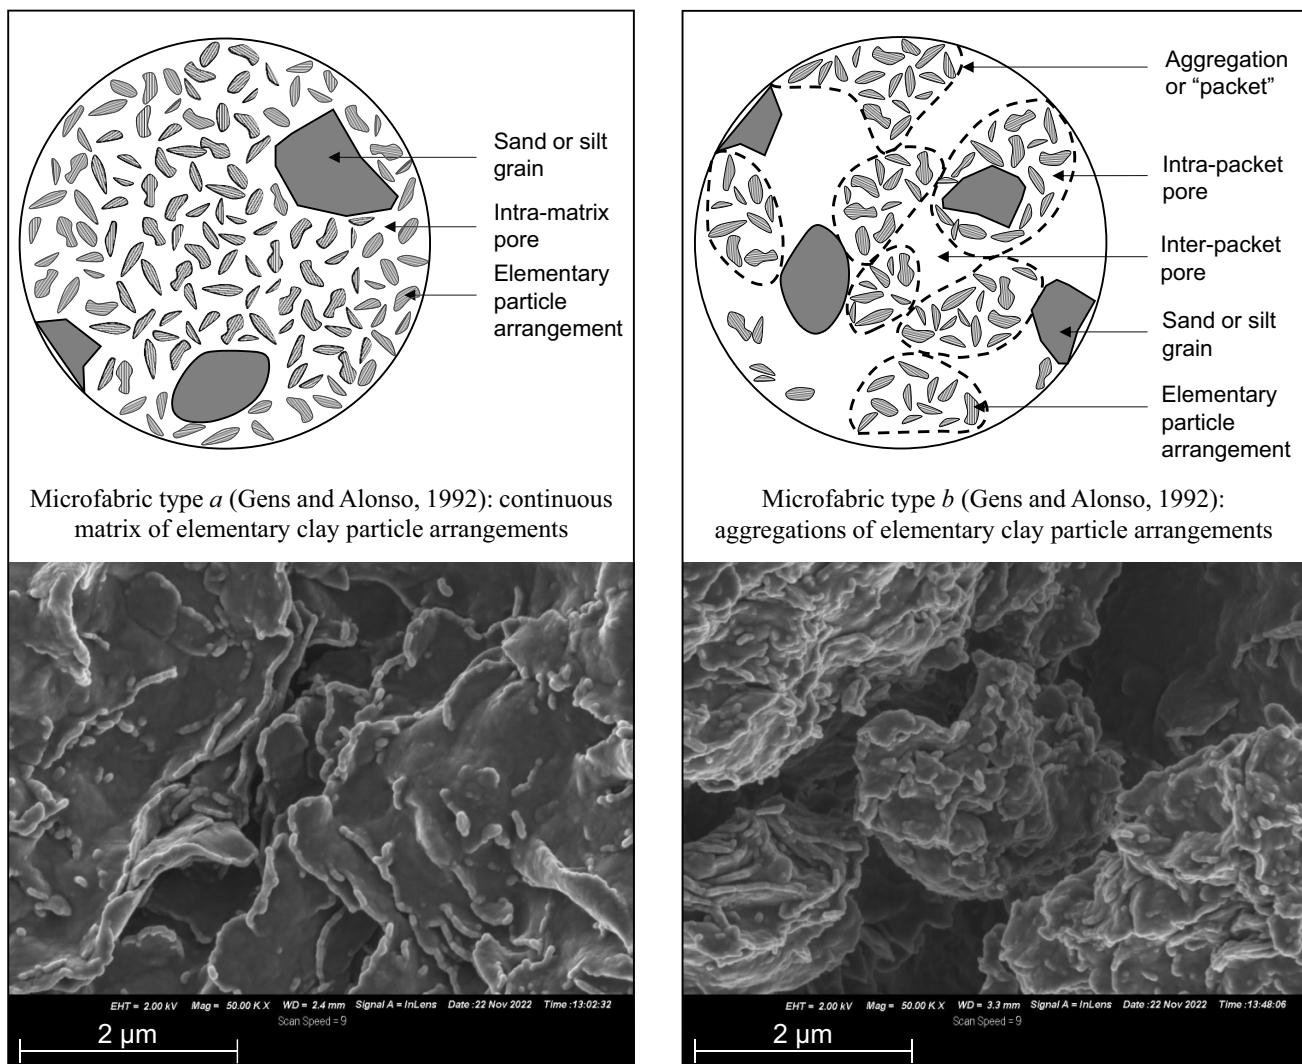 Sand or silt
grain
Intra-matrix
pore
Elementary
particle
arrangement
Microfabric type a (Gens and Alonso, 1992): continuous
matrix of elementary clay particle arrangements
EHT = 2.00 kV Mag = 50.00 K X WD = 2.4 mm Signal A = InLens Date :22 Nov 2022 Time :13:02:32
Scan Speed = 9
2 µm
Aggregation
or “packet”
Intra-packet
pore
Inter-packet
pore
Sand or silt
grain
Elementary
particle
arrangement
Microfabric type b (Gens and Alonso, 1992):
aggregations of elementary clay particle arrangements
EHT = 2.00 kV Mag = 50.00 K X WD = 3.3 mm Signal A = InLens Date :22 Nov 2022 Time :13:48:06
Scan Speed = 9
2 µm